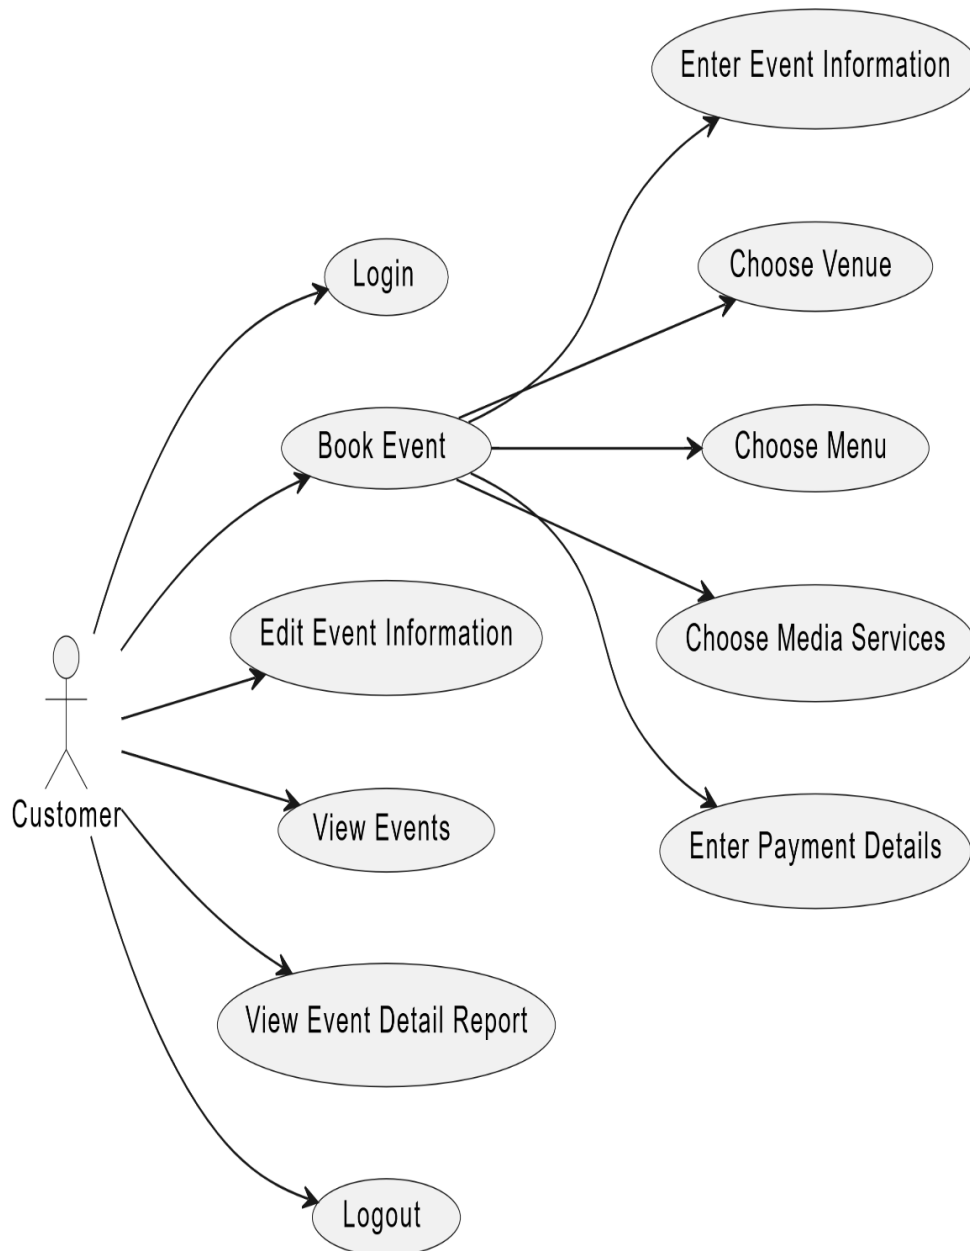 Enter Event Information
Choose Venue
Login
Book Event
Choose Menu
Edit Event Information
Choose Media Services
Customer
View Events
Enter Payment Details
View Event Detail Report
Logout